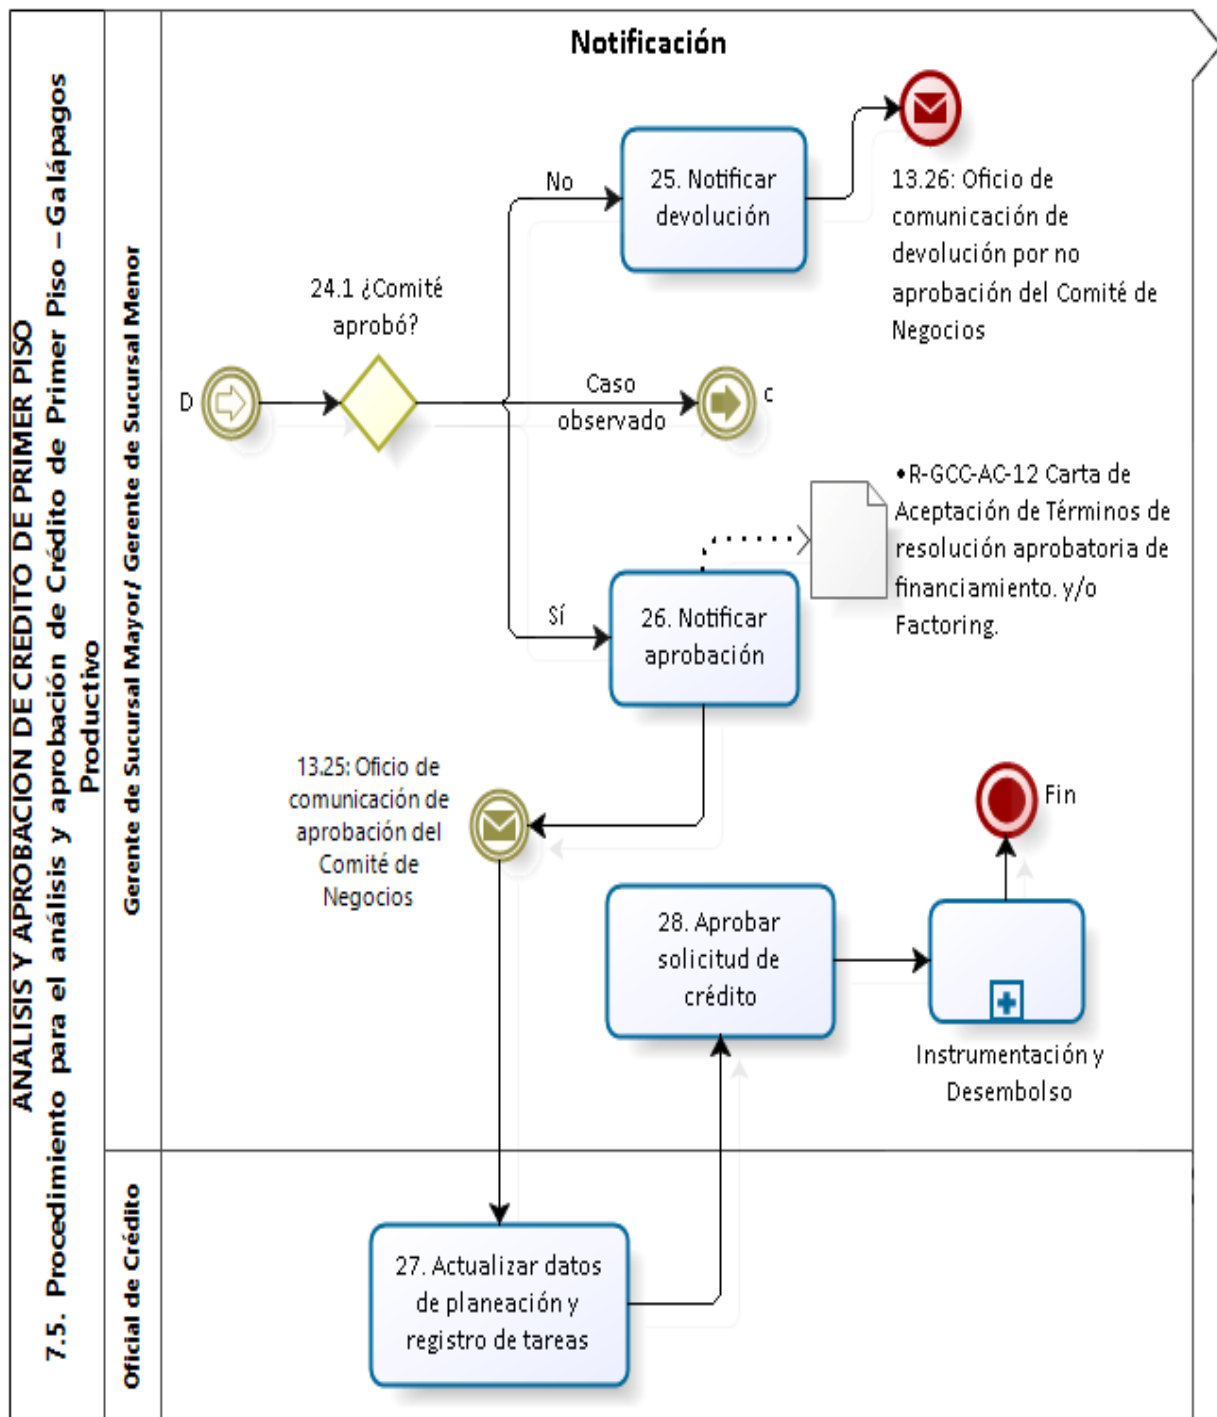 ANALISIS Y APROBACION DE CREDITO DE PRIMER PISO
7.5. Procedimiento para el análisis y aprobación de Crédito de Primer Piso – Galápagos
Productivo
Gerente de Sucursal Mayor/ Gerente de Sucursal Menor
Oficial de Crédito
Notificación
D
24.1 ¿Comité
aprobó?
No
25. Notificar
devolución
13.26: Oficio de
comunicación de
devolución por no
aprobación del Comité de
Negocios
Caso
observado
c
Sí
26. Notificar
aprobación
•R-GCC-AC-12 Carta de
Aceptación de Términos de
resolución aprobatoria de
financiamiento. y/o
Factoring.
13.25: Oficio de
comunicación de
aprobación del
Comité de
Negocios
27. Actualizar datos
de planeación y
registro de tareas
28. Aprobar
solicitud de
crédito
Instrumentación y
Desembolso
Fin